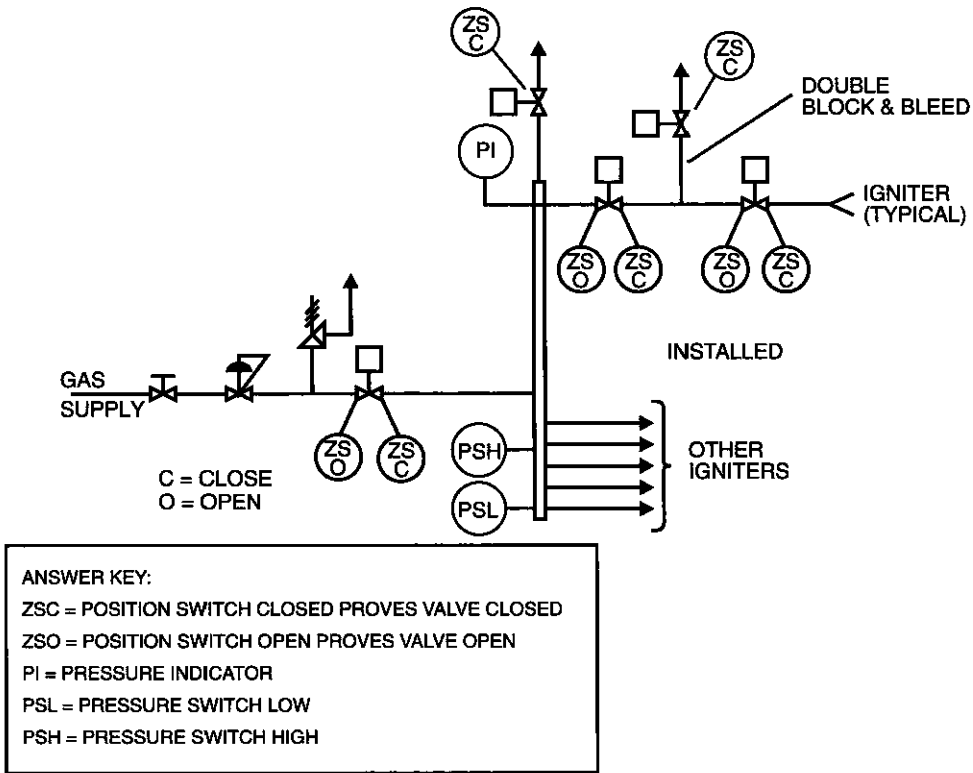 ZS
C
ZS
C
DOUBLE
BLOCK & BLEED
PI
IGNITER
(TYPICAL)
ZS
O
ZS
C
ZS
O
ZS
C
INSTALLED
GAS
SUPPLY
ZS
O
ZS
C
PSH
PSL
OTHER
IGNITERS
C = CLOSE
O = OPEN
ANSWER KEY:
ZSC = POSITION SWITCH CLOSED PROVES VALVE CLOSED
ZSO = POSITION SWITCH OPEN PROVES VALVE OPEN
PI = PRESSURE INDICATOR
PSL = PRESSURE SWITCH LOW
PSH = PRESSURE SWITCH HIGH